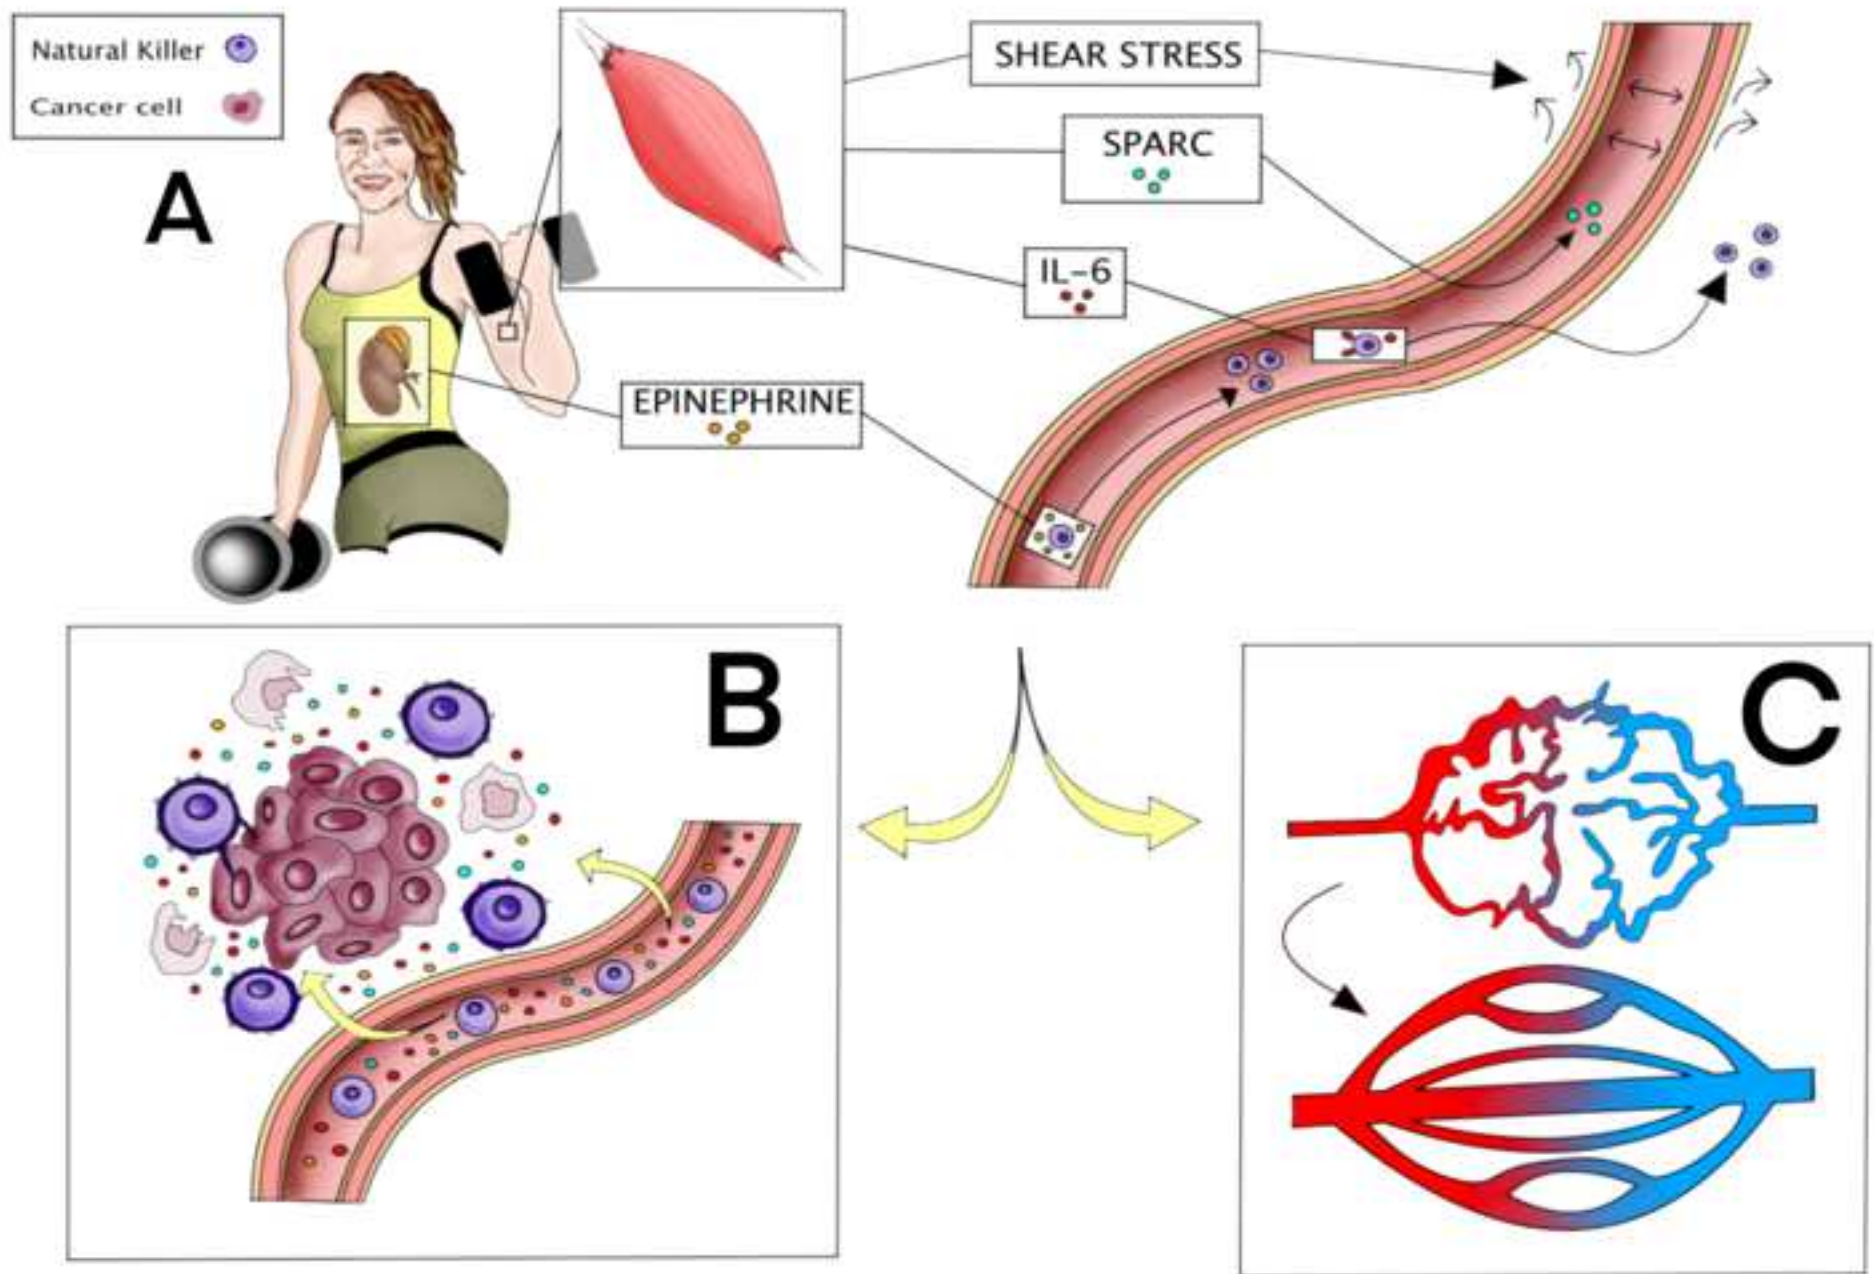 Natural Killer
Cancer cell
A
SHEAR STRESS
SPARC
IL-6
EPINEPHRINE
B
C